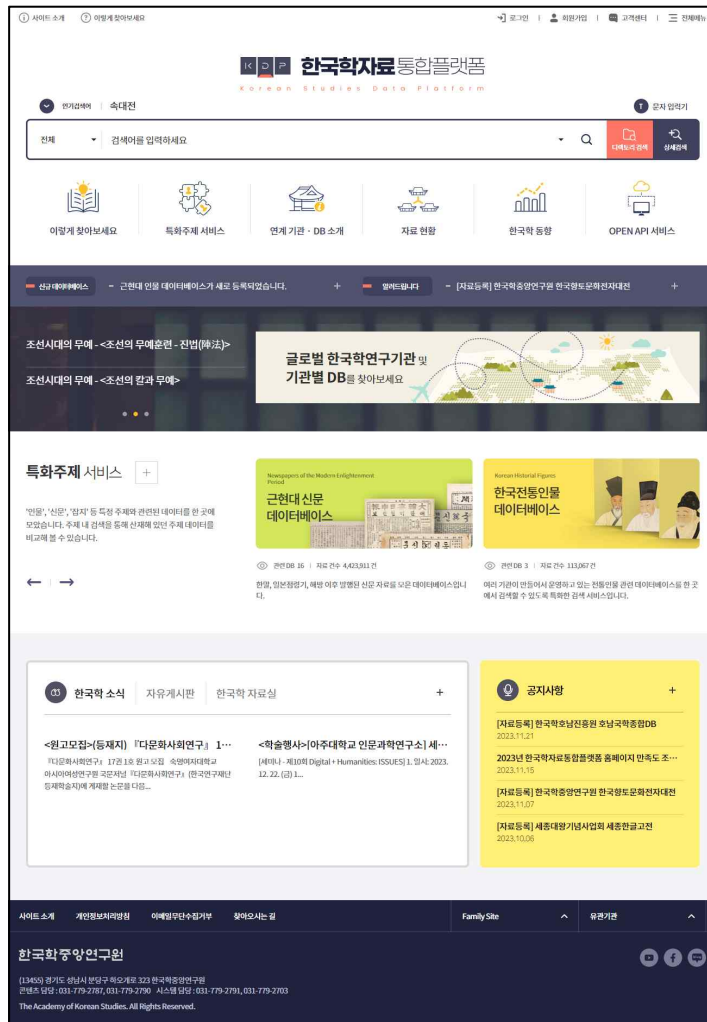 사이트 소개
이렇게 찾아보세요
로그인
회원가입
고객센터
전체메뉴
KDP 한국학자료통합플랫폼
Korean Studies Data Platform
인기검색어 속대전
문자 입력기
전체
검색어를 입력하세요
디렉토리 검색
상세검색
이렇게 찾아보세요
특화주제 서비스
연계 기관 · DB 소개
자료 현황
한국학 동향
OPEN API 서비스
신규 데이터베이스 - 근현대 인물 데이터베이스가 새로 등록되었습니다. +
알려드립니다 - [자료등록] 한국학중앙연구원 한국향토문화전자대전 +
조선시대의 무예 - <조선의 무예훈련 - 진법(陣法)>
조선시대의 무예 - <조선의 칼과 무예>
글로벌 한국학연구기관 및
기관별 DB를 찾아보세요
특화주제 서비스 +
'인물', '신문', '잡지' 등 특정 주제와 관련된 데이터를 한 곳에
모았습니다. 주제 내 검색을 통해 산재해 있던 주제 데이터를
비교해 볼 수 있습니다.
Newspapers of the Modern Enlightenment
Period
근현대 신문
데이터베이스
관련 DB 16 | 자료 건수 4,423,911 건
한말, 일본점령기, 해방 이후 발행된 신문 자료를 모은 데이터베이스입니
다.
Korean Historial Figures
한국전통인물
데이터베이스
관련 DB 3 | 자료 건수 113,067 건
여러 기관이 만들어서 운영하고 있는 전통인물 관련 데이터베이스를 한 곳
에서 검색할 수 있도록 특화한 검색 서비스입니다.
한국학 소식 자유게시판 한국학 자료실 +
<원고모집>(등재지) 『다문화사회연구』 1…
『다문화사회연구』 17권 1호 원고 모집 숙명여자대학교
아시아여성연구원 국문저널 『다문화사회연구』(한국연구재단
등재학술지)에 게재할 논문을 다음...
<학술행사>[아주대학교 인문과학연구소] 세…
[세미나 - 제10회 Digital + Humanities: ISSUES] 1. 일시: 2023.
12. 22. (금) 1...
공지사항 +
[자료등록] 한국학호남진흥원 호남국학종합DB
2023.11.21
2023년 한국학자료통합플랫폼 홈페이지 만족도 조…
2023.11.15
[자료등록] 한국학중앙연구원 한국향토문화전자대전
2023.11.07
[자료등록] 세종대왕기념사업회 세종한글고전
2023.10.06
사이트 소개 개인정보처리방침 이메일무단수집거부 찾아오시는 길
Family Site
유관기관
한국학중앙연구원
(13455) 경기도 성남시 분당구 하오개로 323 한국학중앙연구원
콘텐츠 담당 : 031-779-2787, 031-779-2790 시스템 담당 : 031-779-2791, 031-779-2703
The Academy of Korean Studies. All Rights Reserved.